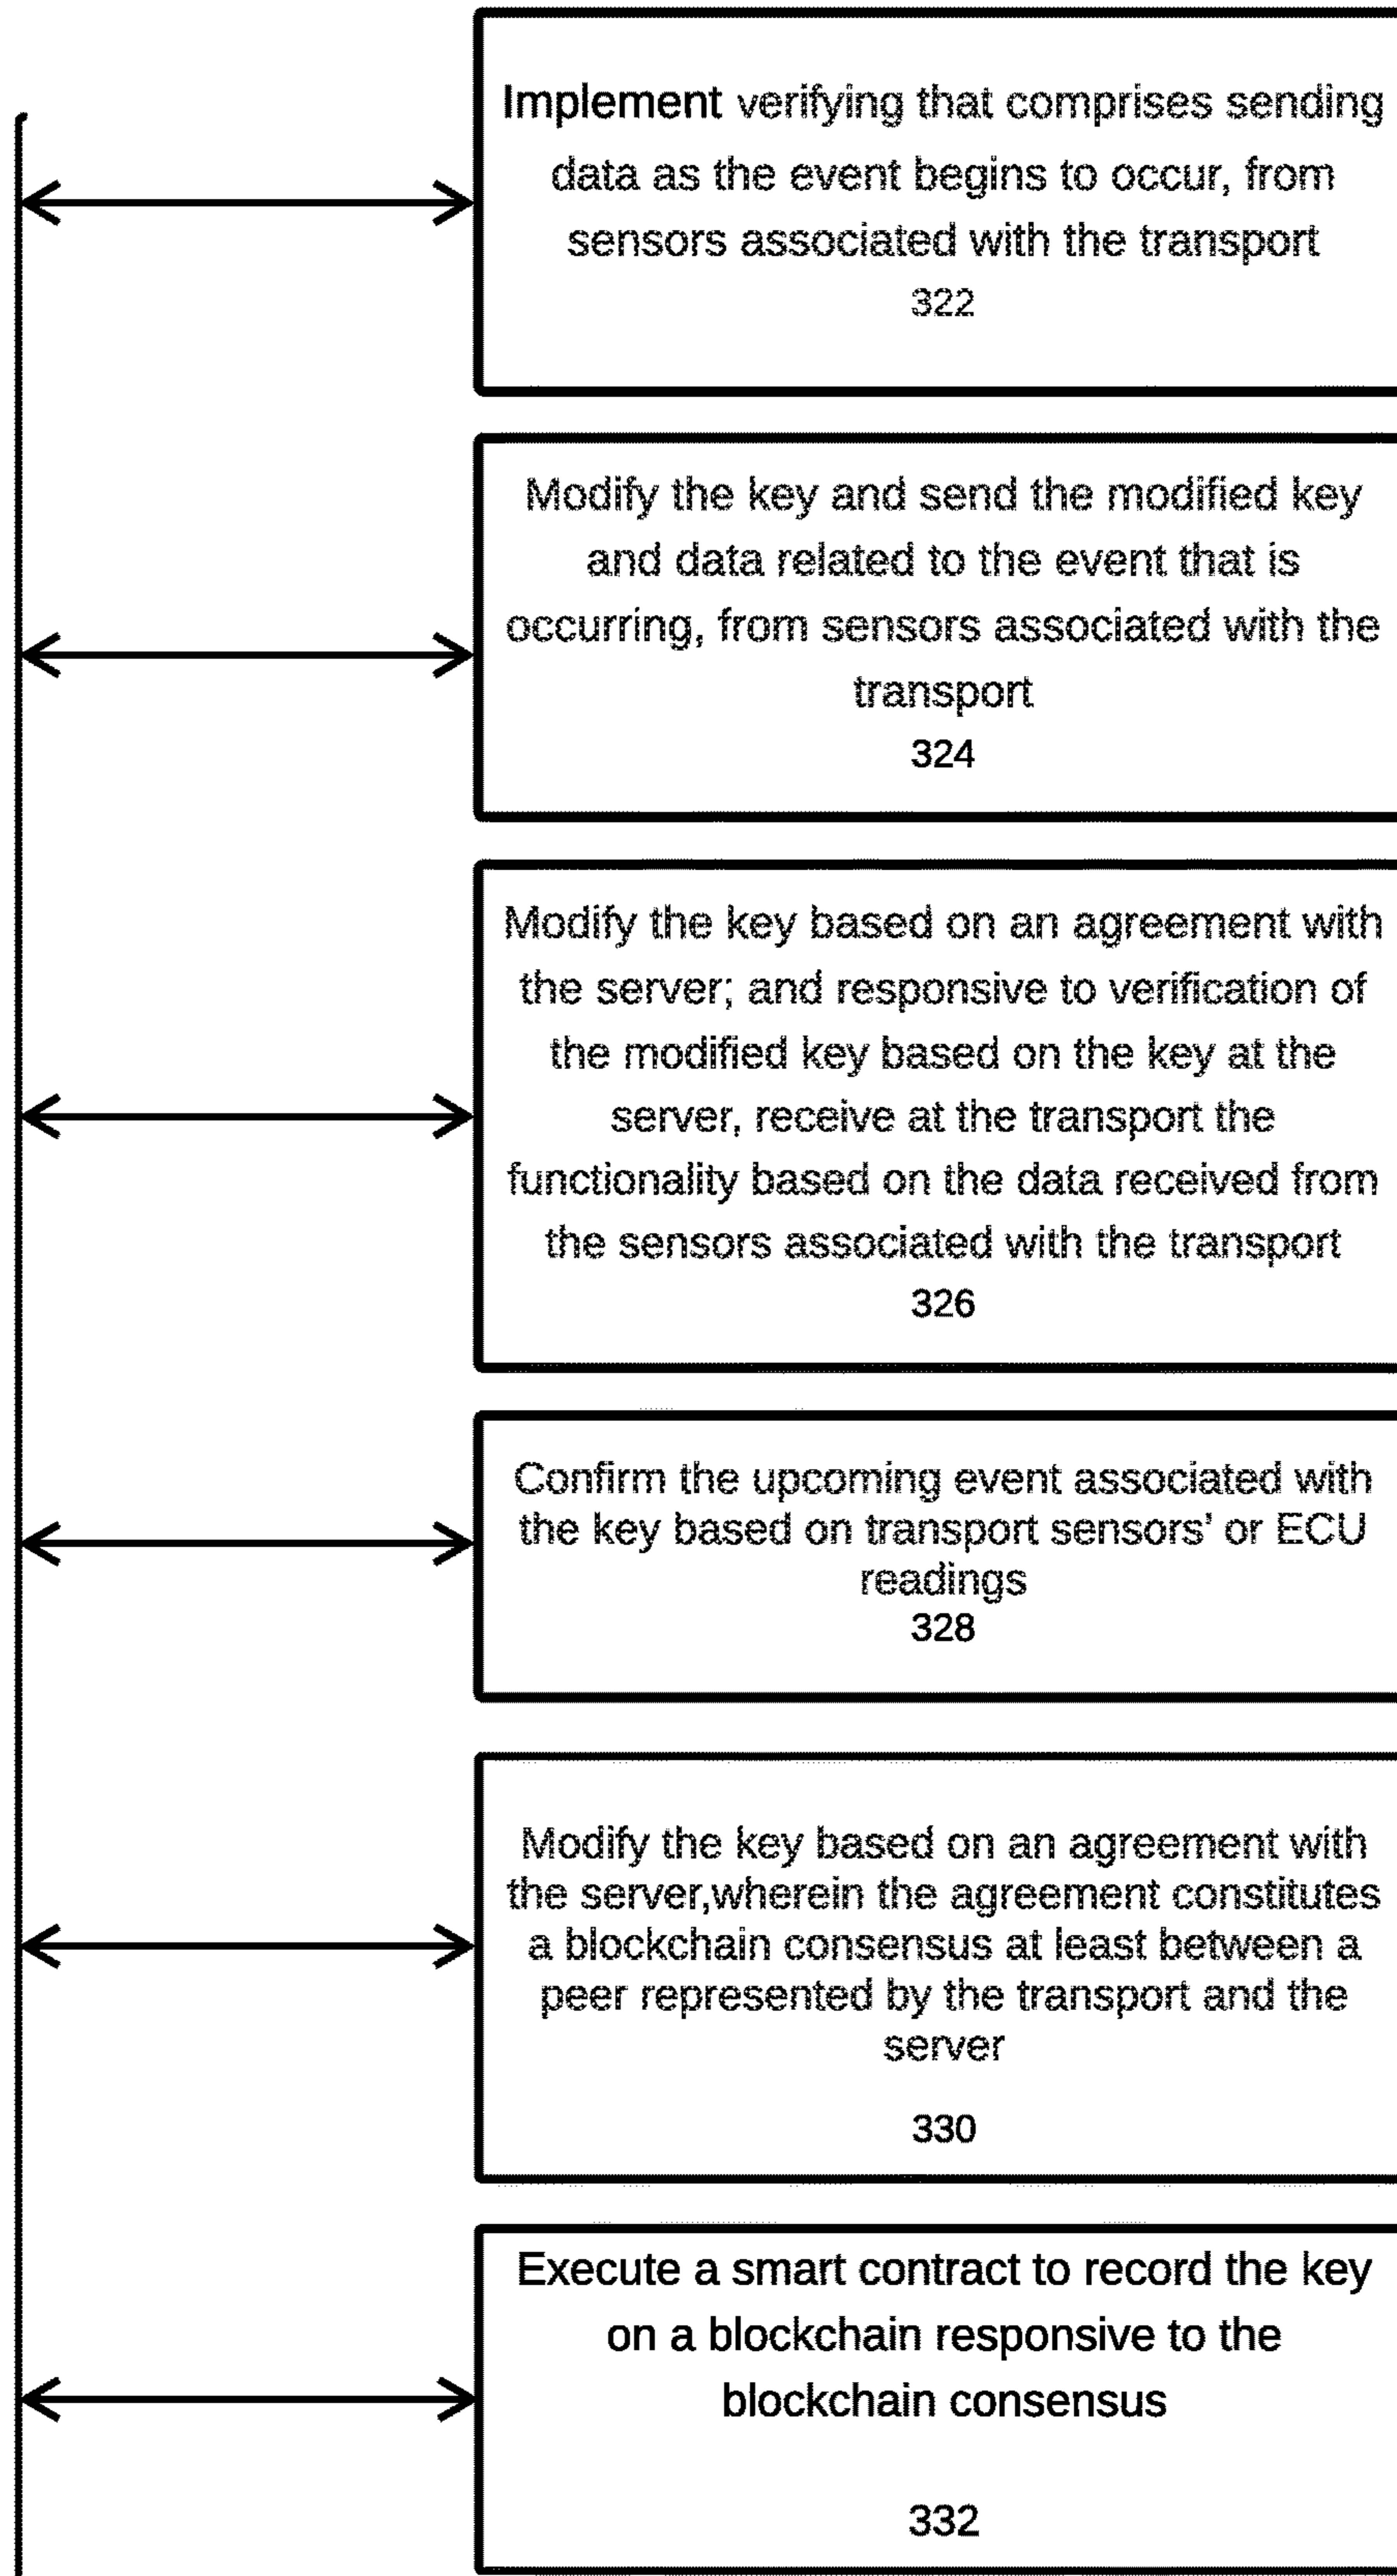 Implement verifying that comprises sending
data as the event begins to occur, from
sensors associated with the transport
322
Modify the key and send the modified key
and data related to the event that is
occurring, from sensors associated with the
transport
324
Modify the key based on an agreement with
the server; and responsive to verification of
the modified key based on the key at the
server, receive at the transport the
functionality based on the data received from
the sensors associated with the transport
326
Confirm the upcoming event associated with
the key based on transport sensors’ or ECU
readings
328
Modify the key based on an agreement with
the server,wherein the agreement constitutes
a blockchain consensus at least between a
peer represented by the transport and the
server
330
Execute a smart contract to record the key
on a blockchain responsive to the
blockchain consensus
332